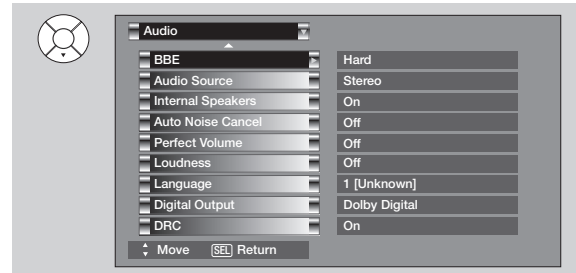 Audio
BBE Hard
Audio Source Stereo
Internal Speakers On
Auto Noise Cancel Off
Perfect Volume Off
Loudness Off
Language 1 [Unknown]
Digital Output Dolby Digital
DRC On
Move SEL Return